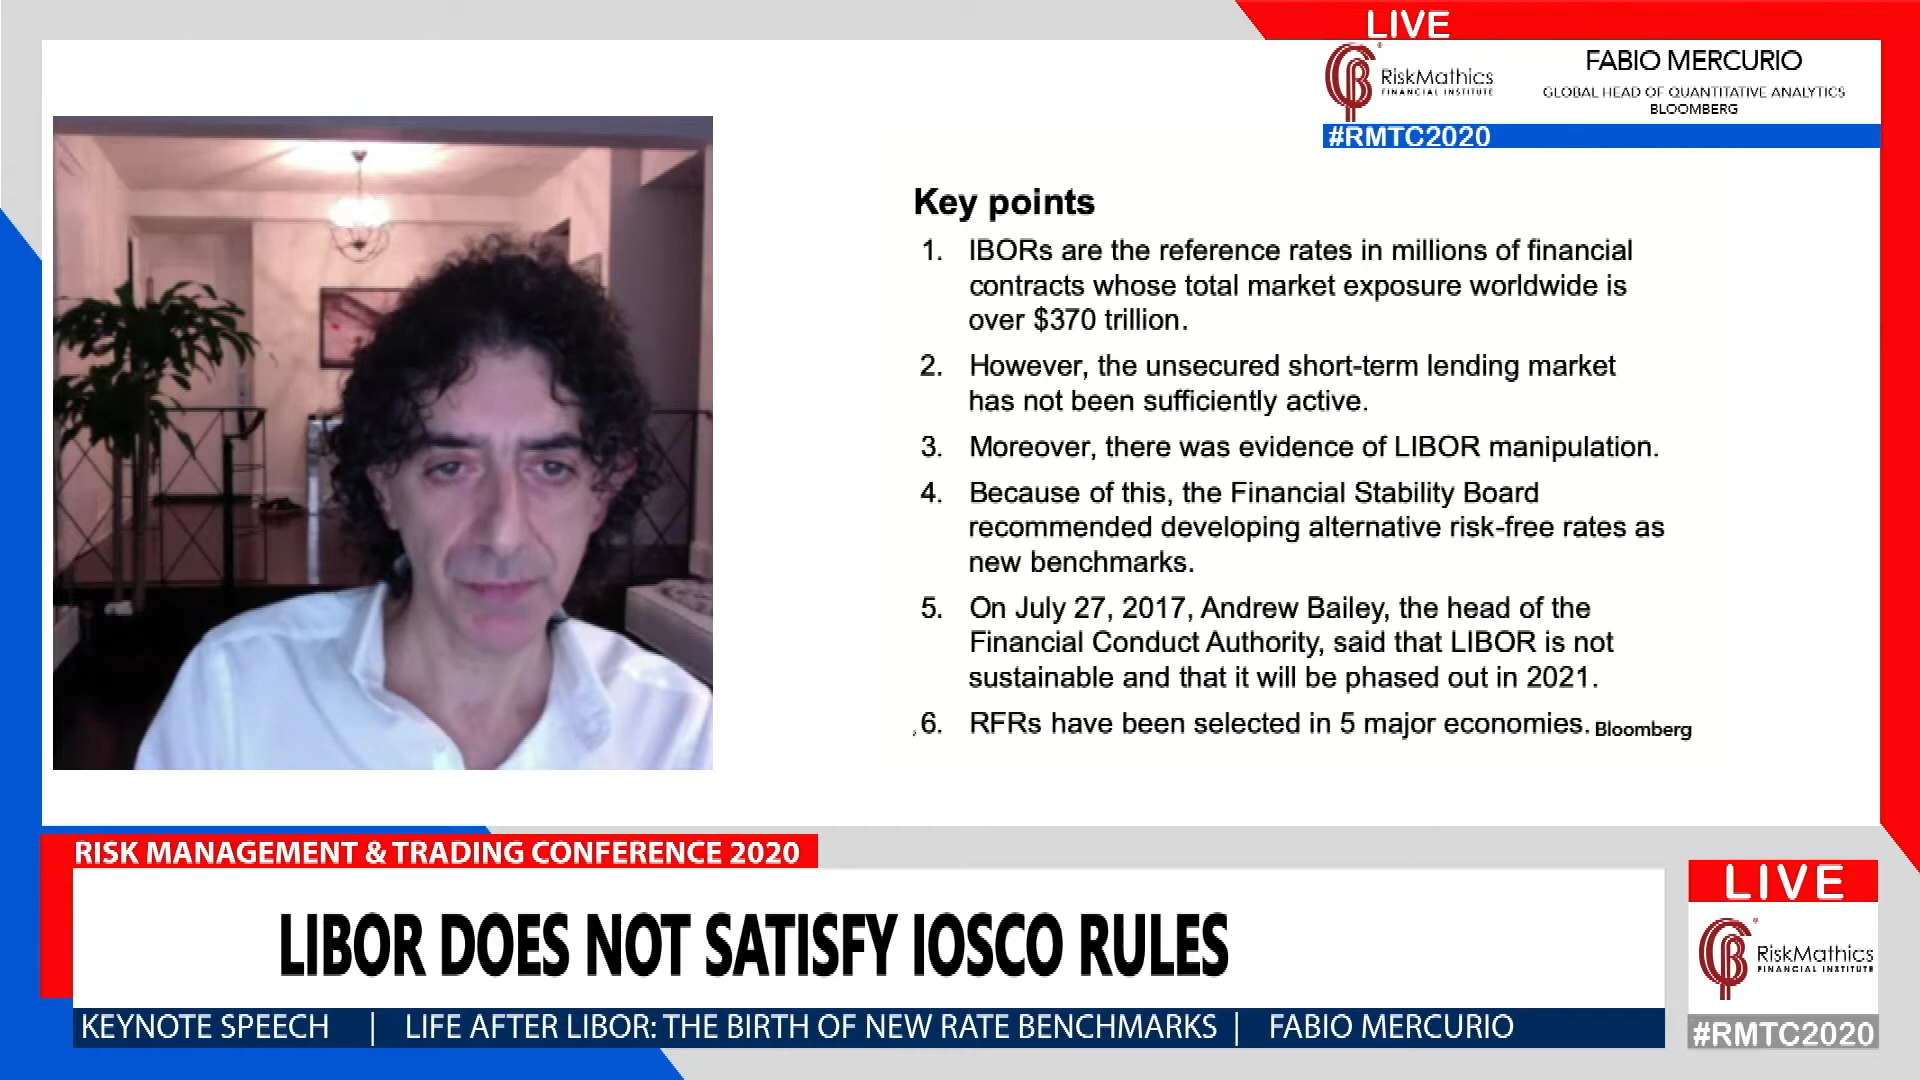 LIVE
RiskMathics
FINANCIAL INSTITUTE
FABIO MERCURIO
GLOBAL HEAD OF QUANTITATIVE ANALYTICS
BLOOMBERG
#RMTC2020
Key points
1. IBORs are the reference rates in millions of financial
contracts whose total market exposure worldwide is
over $370 trillion.
2. However, the unsecured short-term lending market
has not been sufficiently active.
3. Moreover, there was evidence of LIBOR manipulation.
4. Because of this, the Financial Stability Board
recommended developing alternative risk-free rates as
new benchmarks.
5. On July 27, 2017, Andrew Bailey, the head of the
Financial Conduct Authority, said that LIBOR is not
sustainable and that it will be phased out in 2021.
6. RFRs have been selected in 5 major economies.
Bloomberg
RISK MANAGEMENT & TRADING CONFERENCE 2020
LIBOR DOES NOT SATISFY IOSCO RULES
KEYNOTE SPEECH | LIFE AFTER LIBOR: THE BIRTH OF NEW RATE BENCHMARKS | FABIO MERCURIO
LIVE
RiskMathics
FINANCIAL INSTITUTE
#RMTC2020